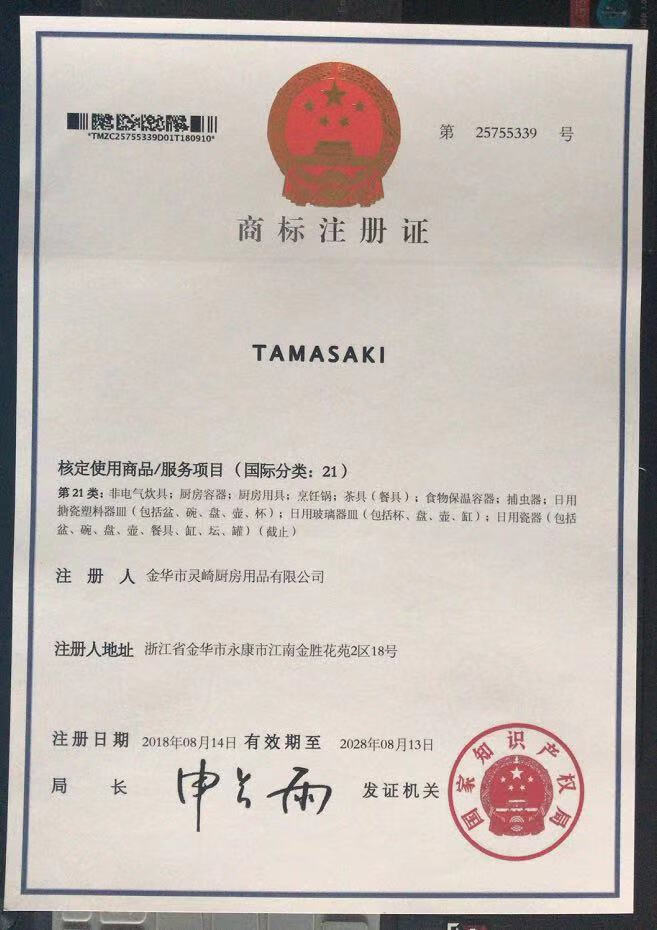 *TMZC25755339D01T180910*
第 25755339 号
商标注册证
TAMASAKI
核定使用商品/服务项目（国际分类：21）
第21类：非电气炊具；厨房容器；厨房用具；烹饪锅；茶具（餐具）；食物保温容器；捕虫器；日用
搪瓷塑料器皿（包括盆、碗、盘、壶、杯）；日用玻璃器皿（包括杯、盘、壶、缸）；日用瓷器（包括
盆、碗、盘、壶、餐具、缸、坛、罐）（截止）
注册人 金华市灵崎厨房用品有限公司
注册人地址 浙江省金华市永康市江南金胜花苑2区18号
注册日期 2018年08月14日 有效期至 2028年08月13日
局长 申长雨 发证机关
国家知识产权局